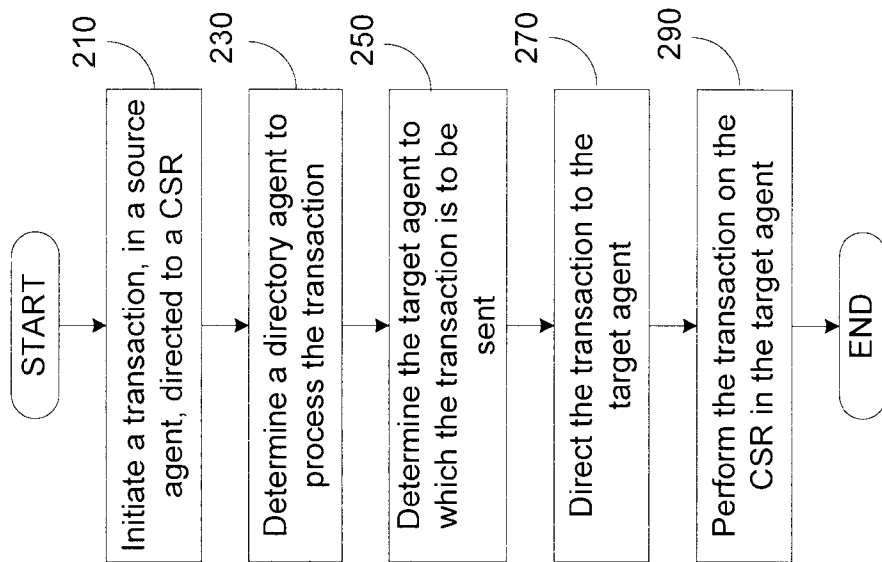 START
210
Initiate a transaction, in a source
agent, directed to a CSR
230
Determine a directory agent to
process the transaction
250
Determine the target agent to
which the transaction is to be
sent
270
Direct the transaction to the
target agent
290
Perform the transaction on the
CSR in the target agent
END